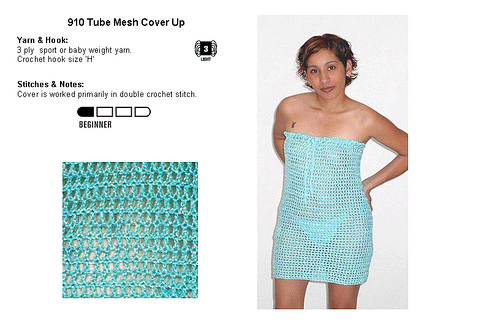 910 Tube Mesh Cover Up
Yarn & Hook:
3 ply sport or baby weight yarn.
Crochet hook size 'H'
3
LIGHT
Stitches & Notes:
Cover is worked primarily in double crochet stitch.
BEGINNER